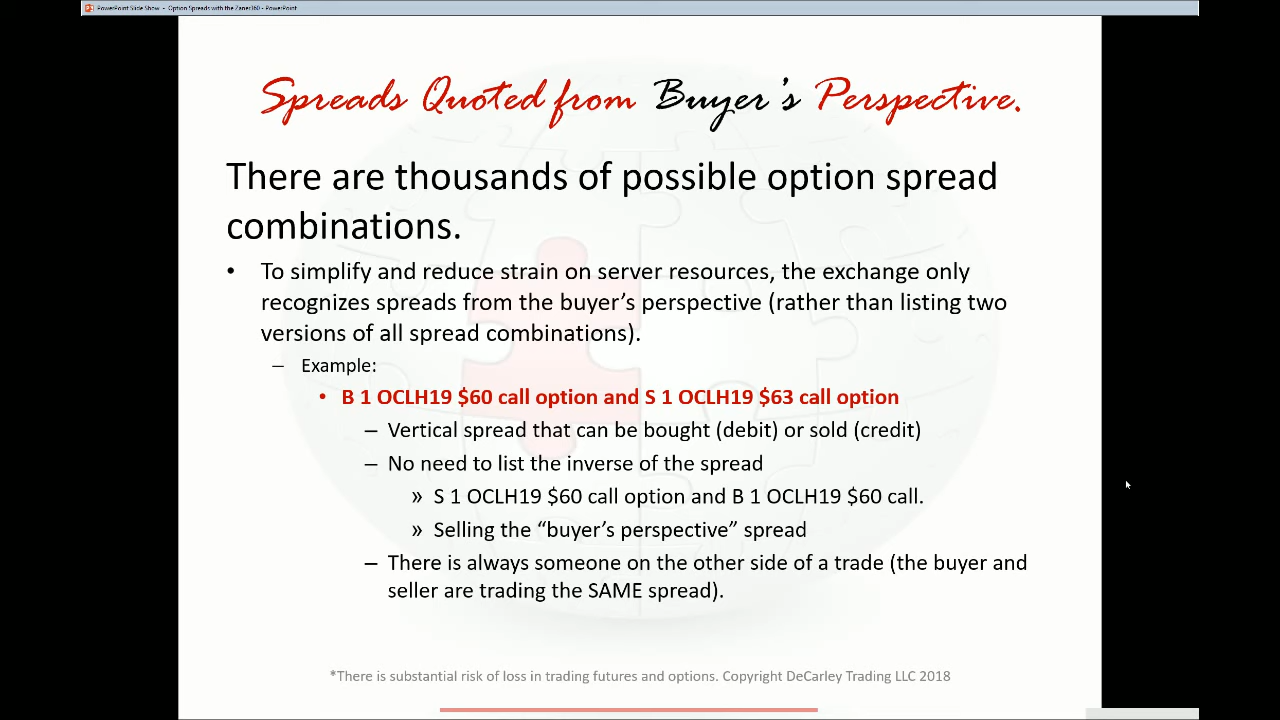 PowerPoint Slide Show - Option Spreads with the Zaner360 - PowerPoint
Spreads Quoted from Buyer's Perspective.
There are thousands of possible option spread
combinations.
• To simplify and reduce strain on server resources, the exchange only
recognizes spreads from the buyer's perspective (rather than listing two
versions of all spread combinations).
– Example:
• B 1 OCLH19 $60 call option and S 1 OCLH19 $63 call option
– Vertical spread that can be bought (debit) or sold (credit)
– No need to list the inverse of the spread
» S 1 OCLH19 $60 call option and B 1 OCLH19 $60 call.
» Selling the “buyer's perspective” spread
– There is always someone on the other side of a trade (the buyer and
seller are trading the SAME spread).
*There is substantial risk of loss in trading futures and options. Copyright DeCarley Trading LLC 2018